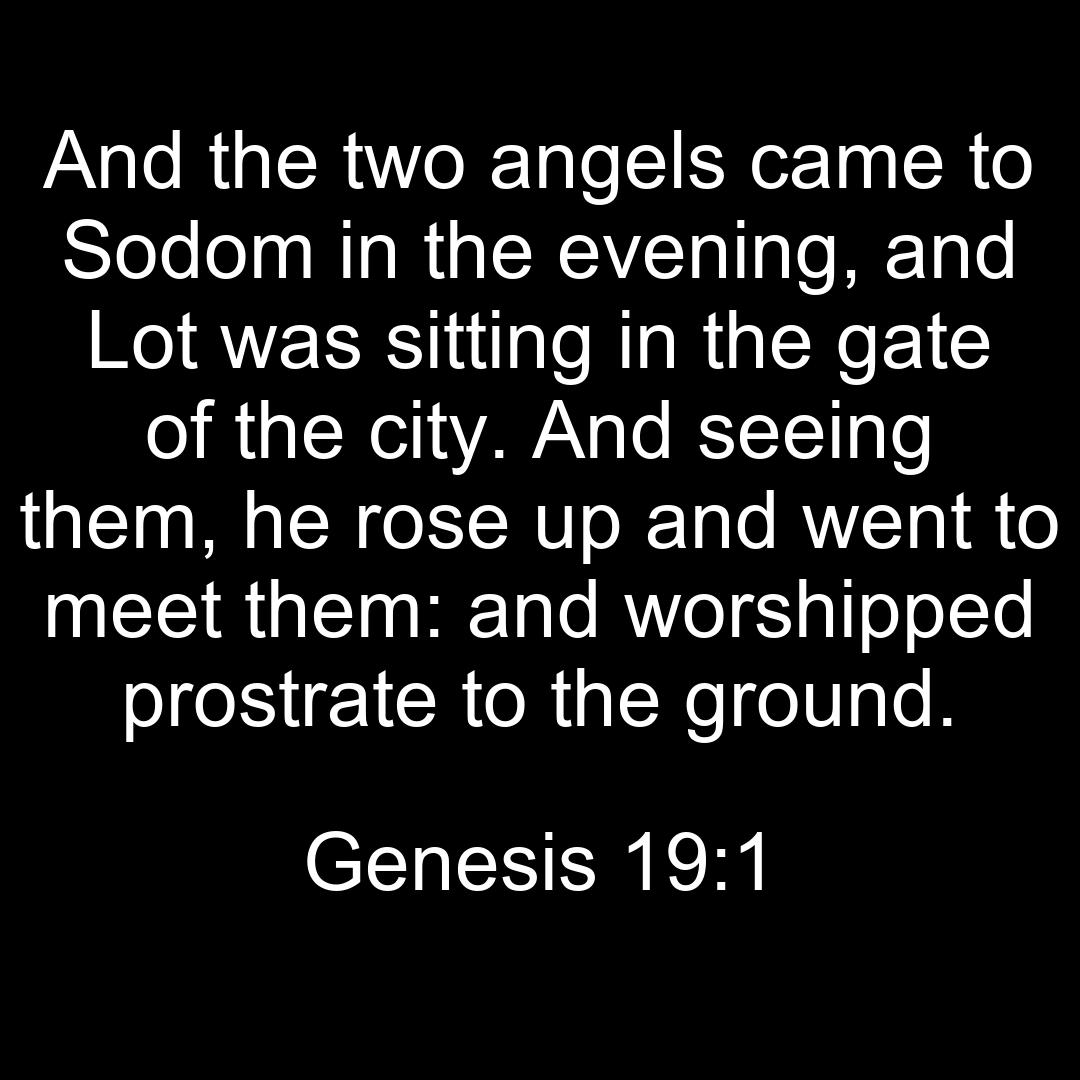 And the two angels came to
Sodom in the evening, and
Lot was sitting in the gate
of the city. And seeing
them, he rose up and went to
meet them: and worshipped
prostrate to the ground.
Genesis 19:1